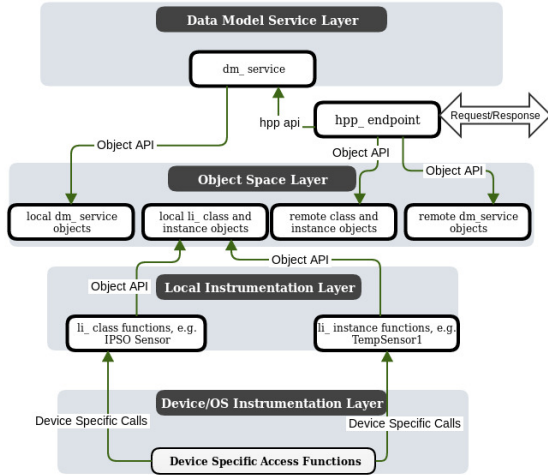 Data Model Service Layer
dm_ service
hpp api
hpp_ endpoint
Request/Response
Object API
Object API
Object API
Object Space Layer
local dm_ service
objects
local li_ class and
instance objects
remote class and
instance objects
remote dm_service
objects
Object API
Object API
Local Instrumentation Layer
li_ class functions, e.g.
IPSO Sensor
li_ instance functions, e.g.
TempSensor1
Device/OS Instrumentation Layer
Device Specific Calls
Device Specific Calls
Device Specific Access Functions